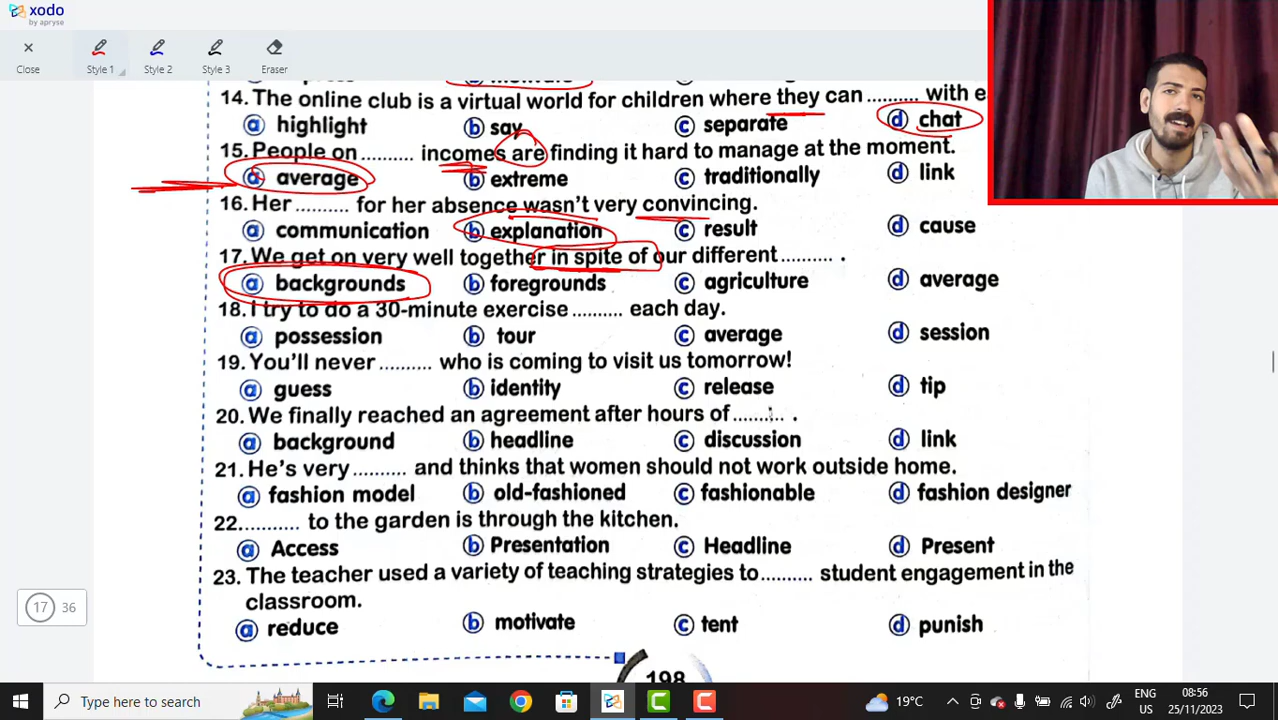 xodo
by apryse
Close
Style 1
Style 2
Style 3
Eraser
b motivate
14. The online club is a virtual world for children where they can .......... with e
a highlight b say c separate d chat
15. People on .......... incomes are finding it hard to manage at the moment.
a average b extreme c traditionally d link
16. Her .......... for her absence wasn't very convincing.
a communication b explanation c result d cause
17. We get on very well together in spite of our different .......... .
a backgrounds b foregrounds c agriculture d average
18. I try to do a 30-minute exercise .......... each day.
a possession b tour c average d session
19. You'll never .......... who is coming to visit us tomorrow!
a guess b identity c release d tip
20. We finally reached an agreement after hours of .......... .
a background b headline c discussion d link
21. He's very .......... and thinks that women should not work outside home.
a fashion model b old-fashioned c fashionable d fashion designer
22. .......... to the garden is through the kitchen.
a Access b Presentation c Headline d Present
23. The teacher used a variety of teaching strategies to .......... student engagement in the
classroom.
a reduce b motivate c tent d punish
17 36
198
Type here to search
19°C
ENG
US
08:56
25/11/2023